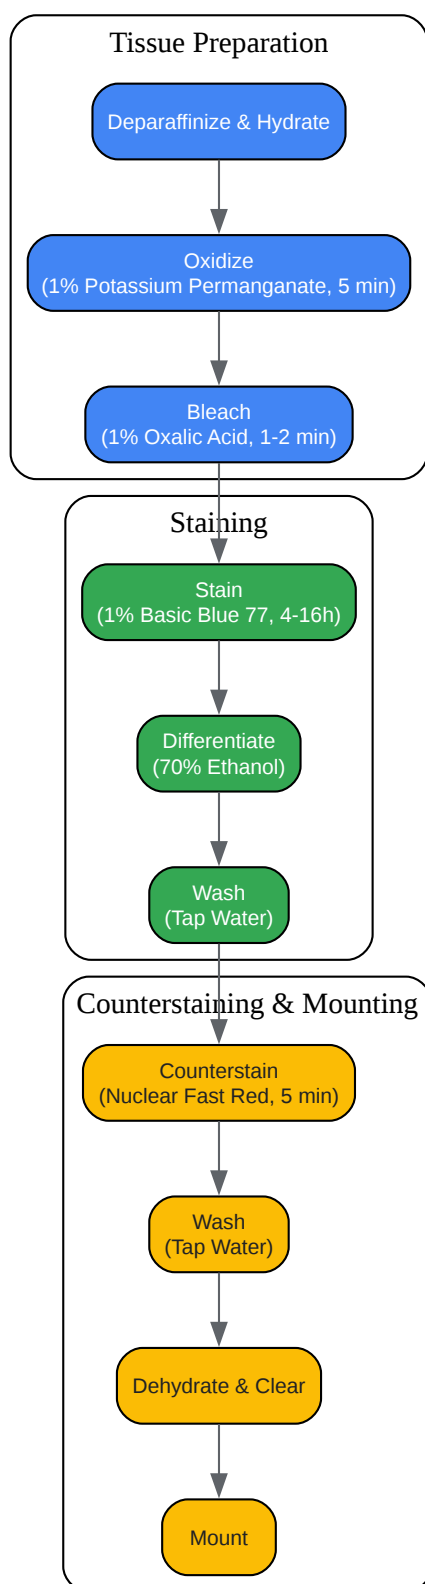 Tissue Preparation
Deparaffinize & Hydrate
Oxidize
(1% Potassium Permanganate, 5 min)
Bleach
(1% Oxalic Acid, 1-2 min)
Staining
Stain
(1% Basic Blue 77, 4-16h)
Differentiate
(70% Ethanol)
Wash
(Tap Water)
Counterstaining & Mounting
Counterstain
(Nuclear Fast Red, 5 min)
Wash
(Tap Water)
Dehydrate & Clear
Mount